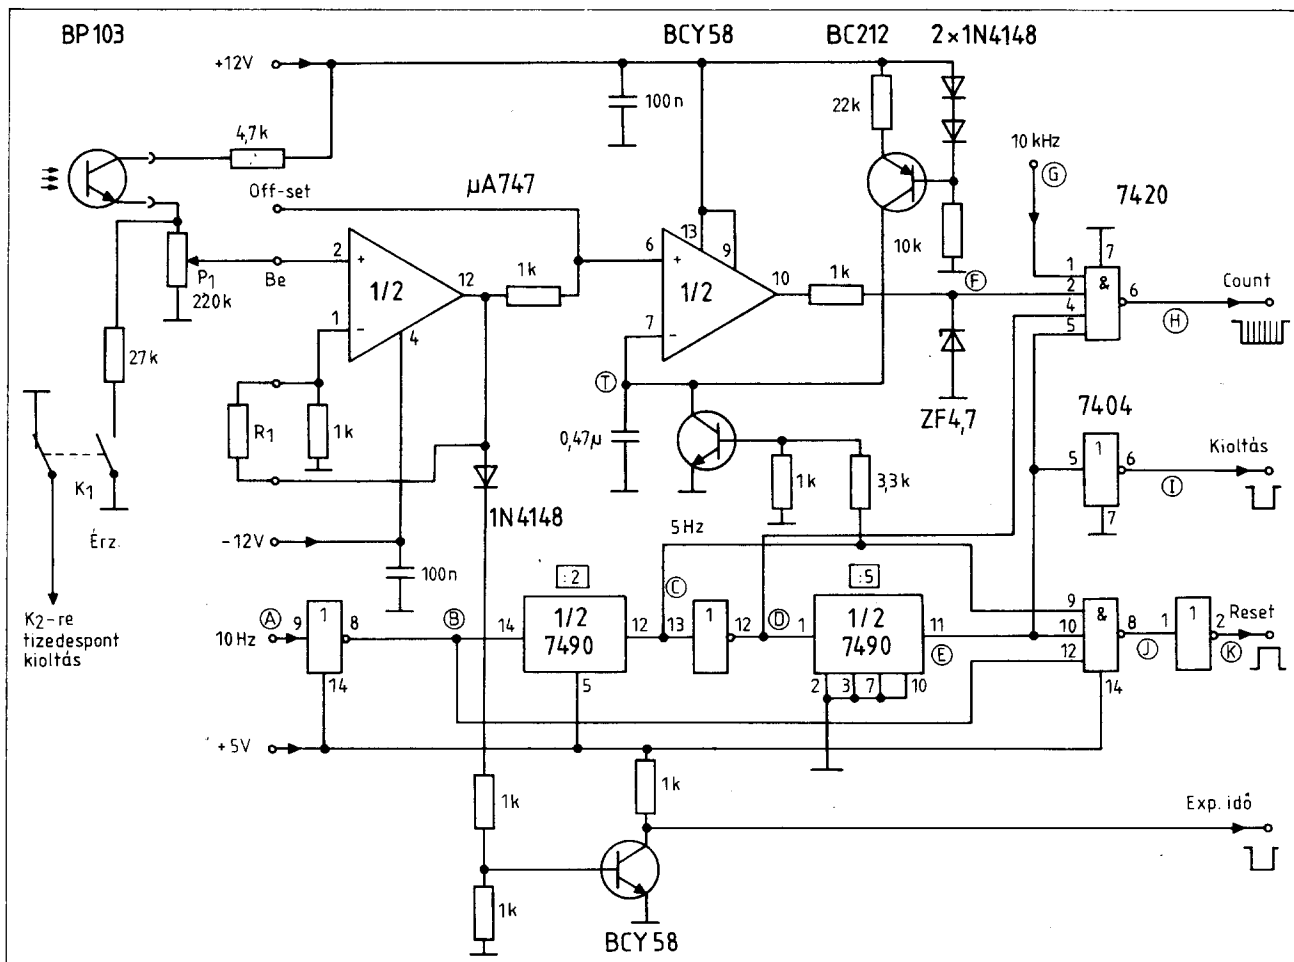 BP103
BCY58
BC212
2×1N4148
+12V
100n
22k
4,7k
10kHz
G
Off-set
µA747
7420
13
9
10k
7
P1
220k
Be
2
+
1/2
12
1k
6
+
1/2
10
1k
F
1
2
4
5
&
6
Count
H
1
–
4
7
–
T
27k
R1
1k
0,47µ
ZF4,7
7404
K1
Érz.
1N4148
1k
3,3k
5
1
6
7
Kioltás
I
–12V
100n
5Hz
:2
:5
C
K2-re
tizedespont
kioltás
A
10Hz
9
1
8
14
B
14
1/2
7490
12
5
13
1
12
D
1
1/2
7490
11
E
2
3
7
10
9
10
12
&
8
14
J
1
1
2
K
Reset
+5V
1k
1k
Exp. idő
1k
BCY58